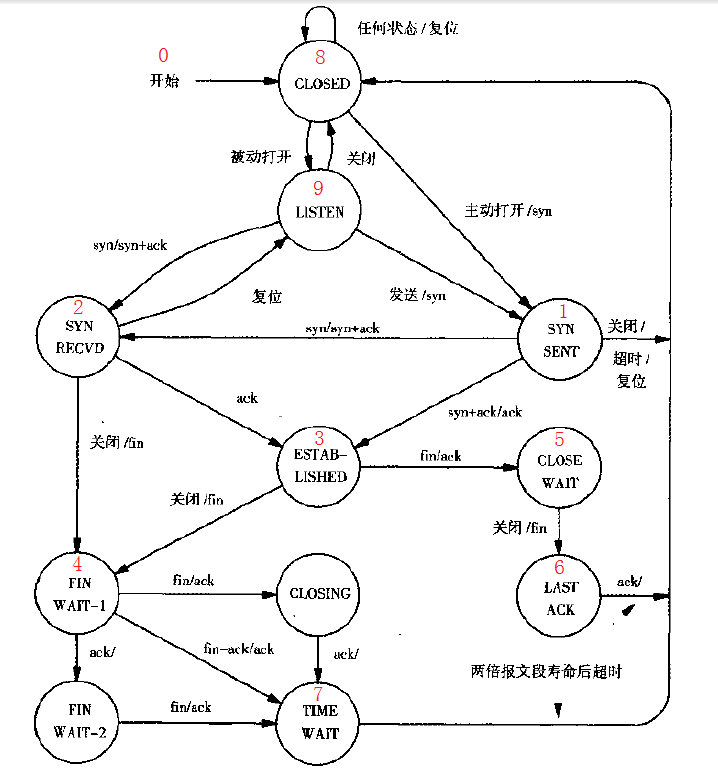 任何状态/复位
0
开始
8
CLOSED
被动打开
关闭
9
LISTEN
主动打开/syn
syn/syn+ack
复位
发送/syn
2
SYN
RECVD
syn/syn+ack
1
SYN
SENT
关闭/
超时/
复位
ack
syn+ack/ack
关闭/fin
3
ESTAB-
LISHED
fin/ack
5
CLOSE
WAIT
关闭/fin
关闭/fin
4
FIN
WAIT-1
fin/ack
CLOSING
6
LAST
ACK
ack/
ack/
fin-ack/ack
ack/
两倍报文段寿命后超时
FIN
WAIT-2
fin/ack
7
TIME
WAIT